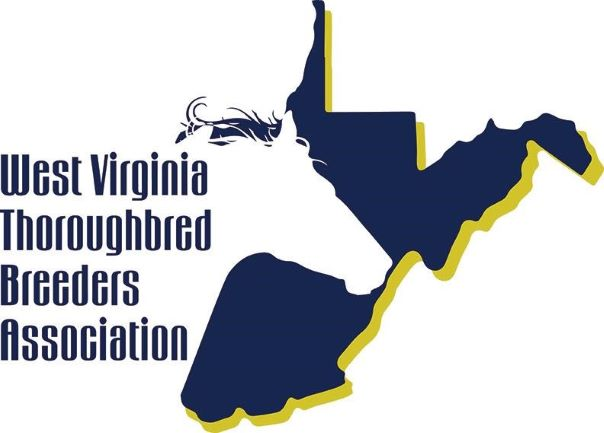 West Virginia
Thoroughbred
Breeders
Association